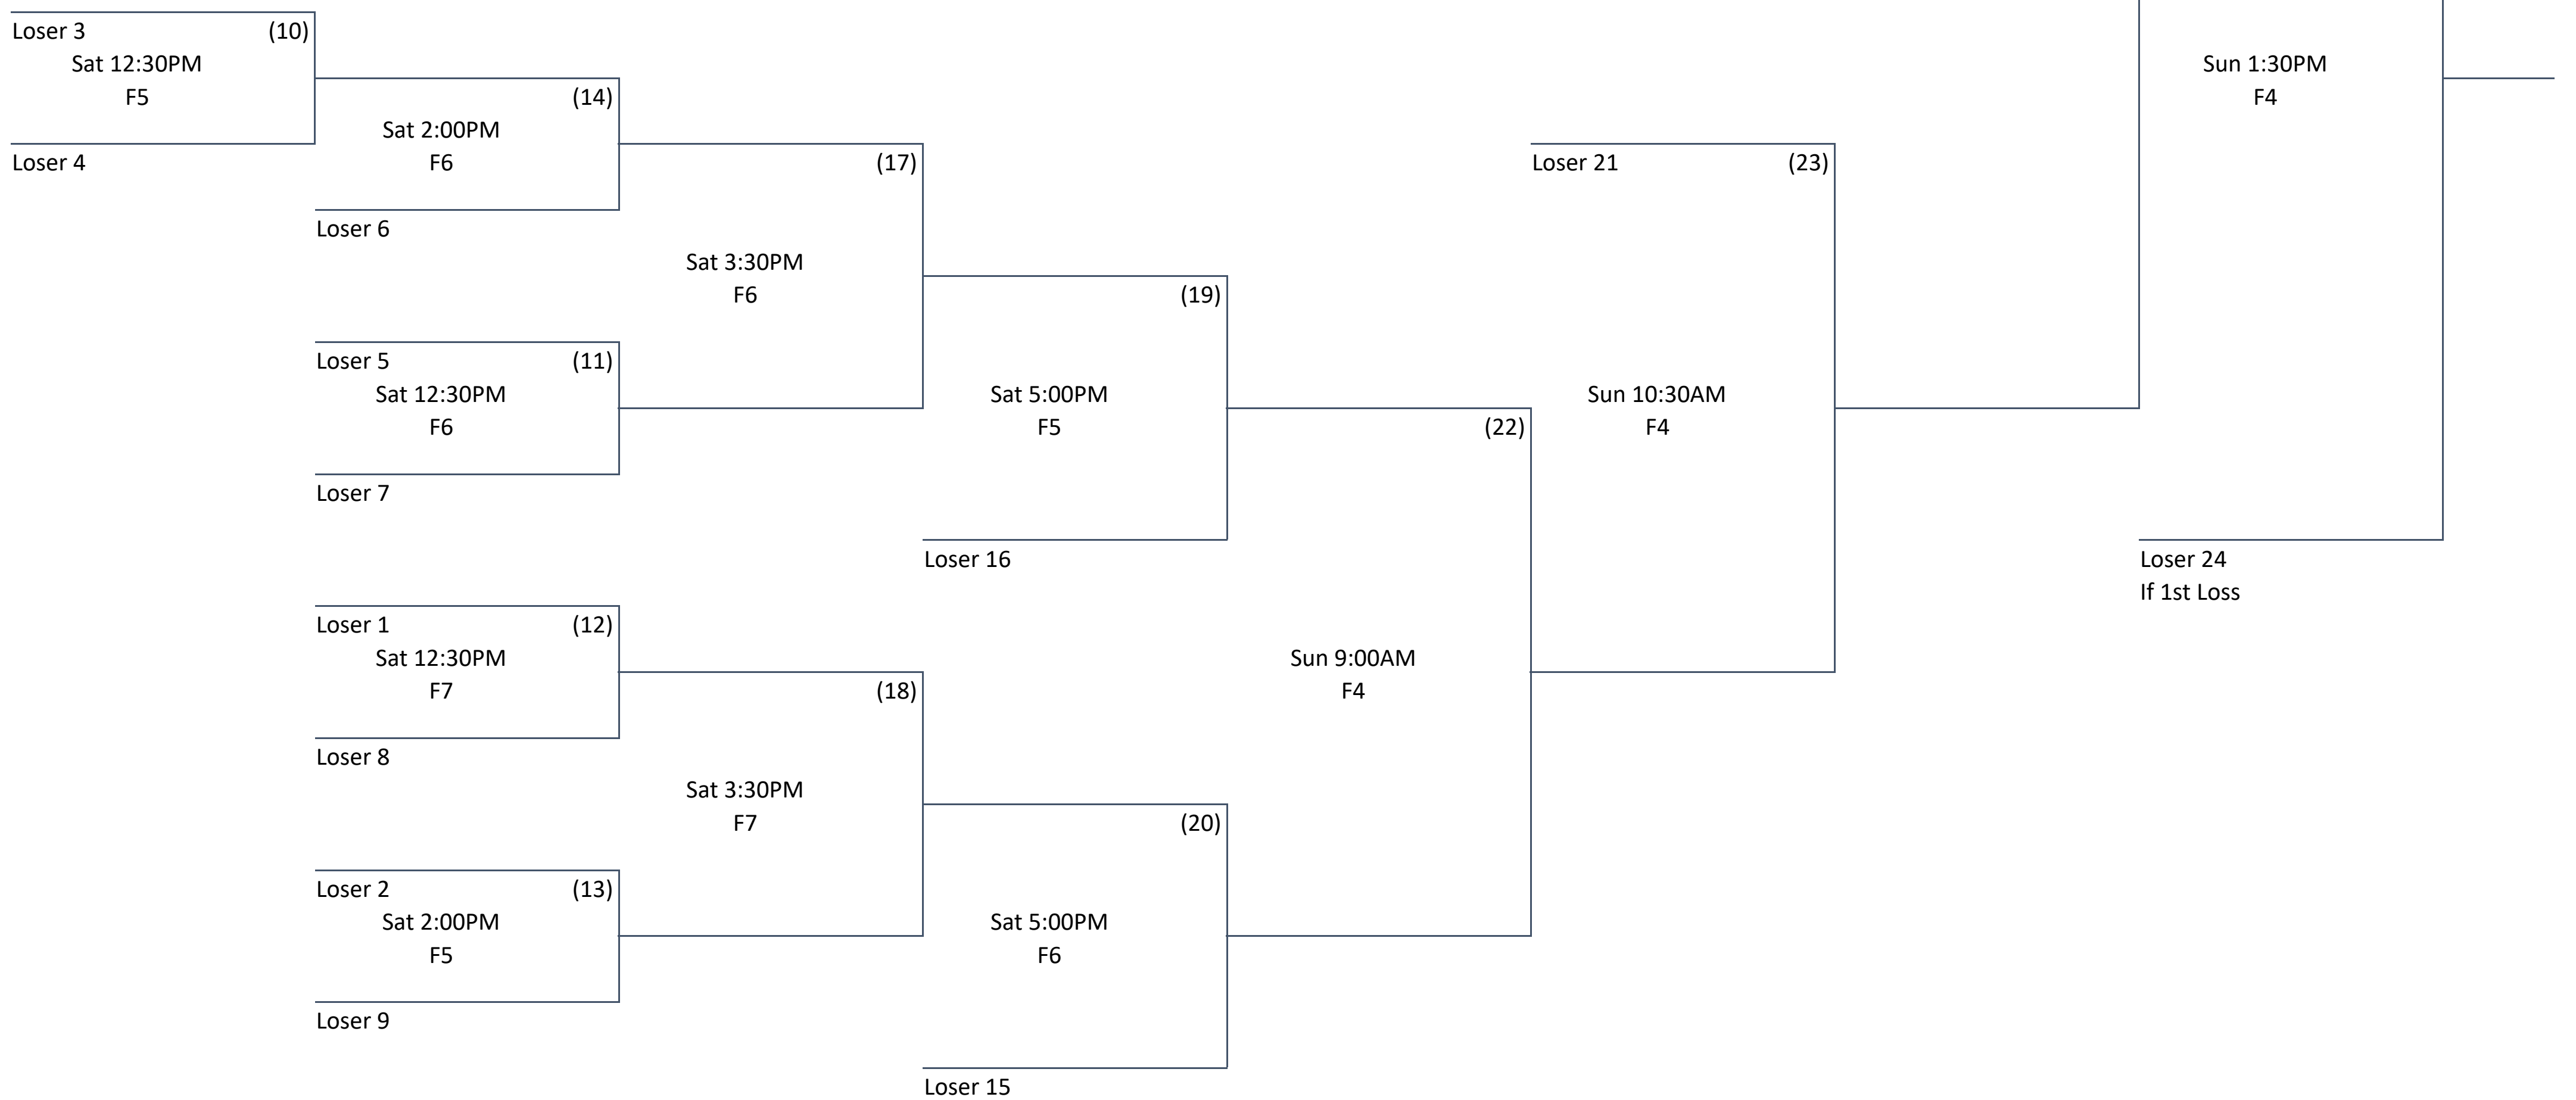 Loser 3 (10)
Sat 12:30PM
F5
Loser 4
(14)
Sat 2:00PM
F6
Loser 6
(17)
Sat 3:30PM
F6
Loser 5 (11)
Sat 12:30PM
F6
Loser 7
(19)
Sat 5:00PM
F5
Loser 16
Loser 1 (12)
Sat 12:30PM
F7
Loser 8
(18)
Sat 3:30PM
F7
Loser 2 (13)
Sat 2:00PM
F5
Loser 9
(20)
Sat 5:00PM
F6
Loser 15
(22)
Sun 9:00AM
F4
Loser 21 (23)
Sun 10:30AM
F4
Sun 1:30PM
F4
Loser 24
If 1st Loss